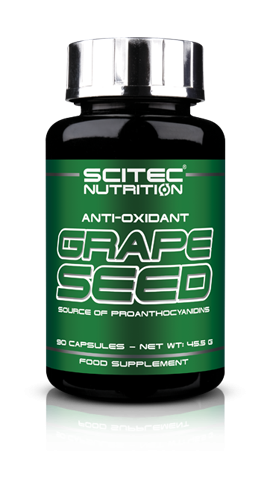 SCITEC
NUTRITION
ANTI-OXIDANT
GRAPE
SEED
SOURCE OF PROANTHOCYANIDINS
90 CAPSULES – NET WT: 45.5 G
FOOD SUPPLEMENT